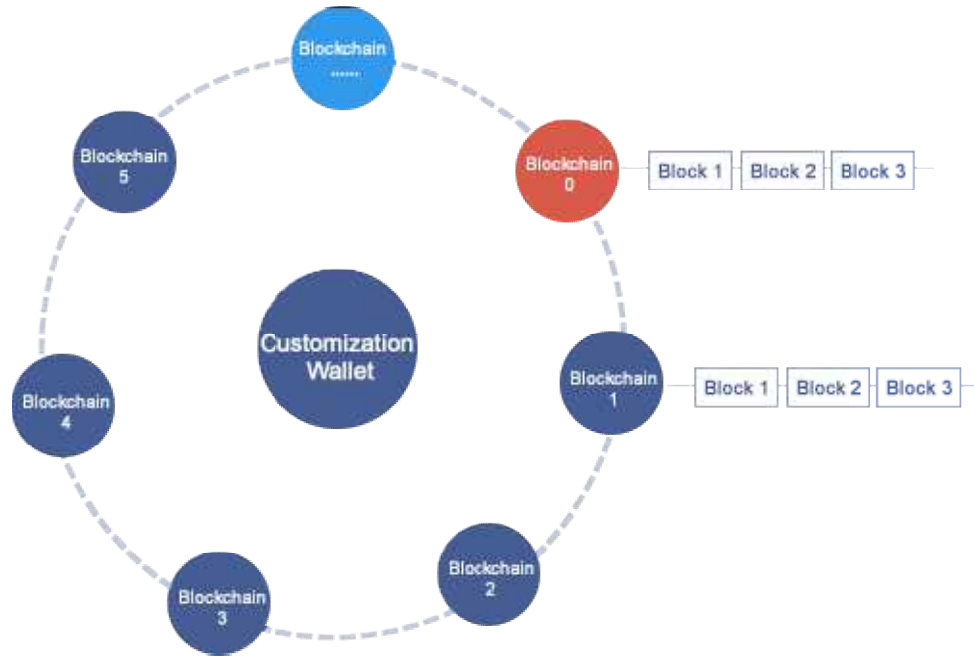 Blockchain
......
Blockchain
5
Blockchain
0
Block 1
Block 2
Block 3
Customization
Wallet
Blockchain
1
Block 1
Block 2
Block 3
Blockchain
4
Blockchain
2
Blockchain
3